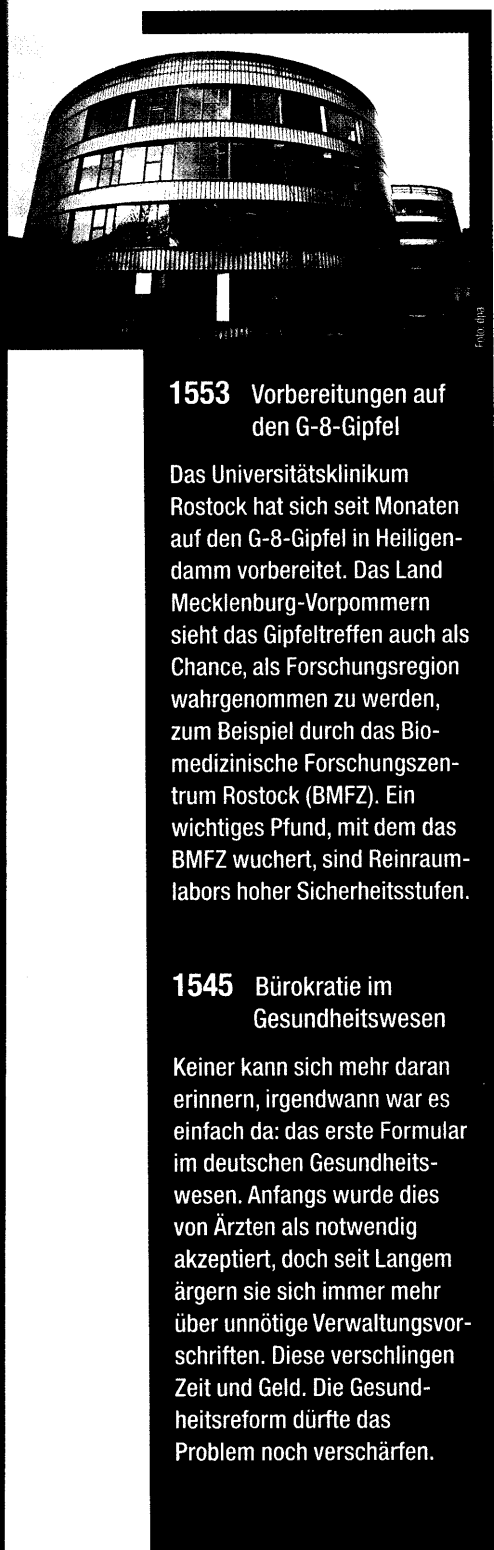 Foto: dpa
1553 Vorbereitungen auf
den G-8-Gipfel
Das Universitätsklinikum
Rostock hat sich seit Monaten
auf den G-8-Gipfel in Heiligen-
damm vorbereitet. Das Land
Mecklenburg-Vorpommern
sieht das Gipfeltreffen auch als
Chance, als Forschungsregion
wahrgenommen zu werden,
zum Beispiel durch das Bio-
medizinische Forschungszen-
trum Rostock (BMFZ). Ein
wichtiges Pfund, mit dem das
BMFZ wuchert, sind Reinraum-
labors hoher Sicherheitsstufen.
1545 Bürokratie im
Gesundheitswesen
Keiner kann sich mehr daran
erinnern, irgendwann war es
einfach da: das erste Formular
im deutschen Gesundheits-
wesen. Anfangs wurde dies
von Ärzten als notwendig
akzeptiert, doch seit Langem
ärgern sie sich immer mehr
über unnötige Verwaltungsvor-
schriften. Diese verschlingen
Zeit und Geld. Die Gesund-
heitsreform dürfte das
Problem noch verschärfen.